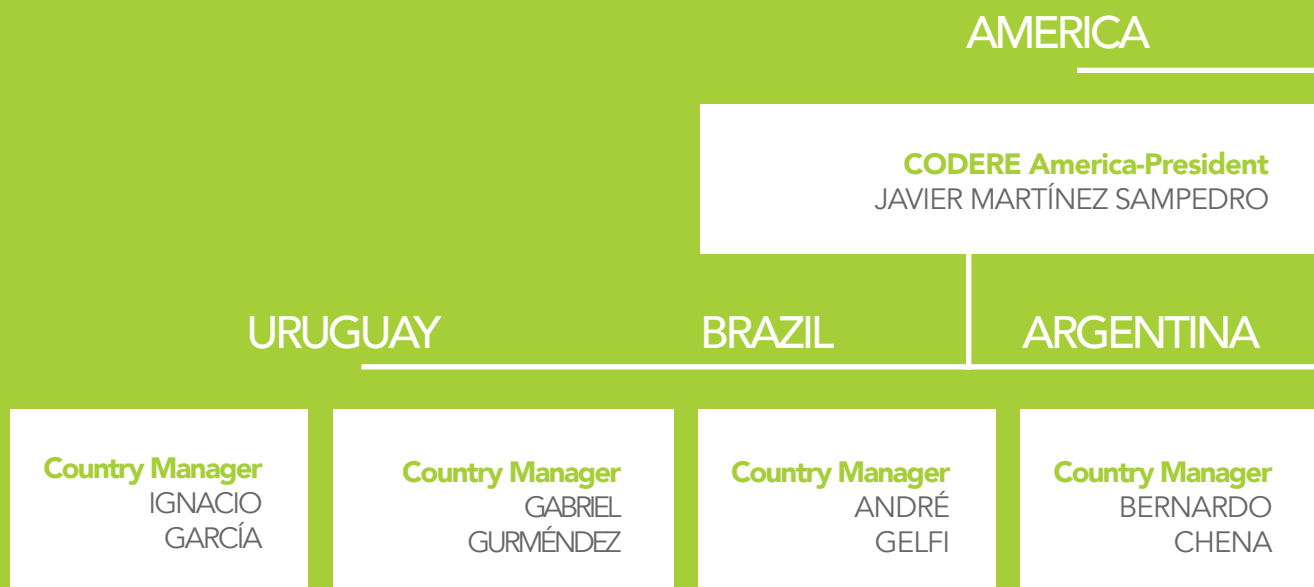 AMERICA
CODERE America-President
JAVIER MARTÍNEZ SAMPEDRO
URUGUAY
BRAZIL
ARGENTINA
Country Manager
IGNACIO
GARCÍA
Country Manager
GABRIEL
GURMÉNDEZ
Country Manager
ANDRÉ
GELFI
Country Manager
BERNARDO
CHENA